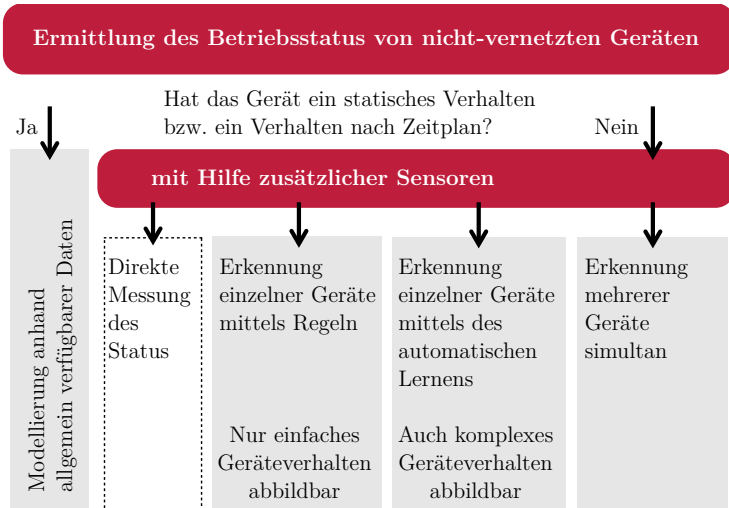 Ermittlung des Betriebsstatus von nicht-vernetzten Geräten
Hat das Gerät ein statisches Verhalten
bzw. ein Verhalten nach Zeitplan?
Ja
Nein
mit Hilfe zusätzlicher Sensoren
Modellierung anhand
allgemein verfügbarer Daten
Direkte
Messung
des
Status
Erkennung
einzelner Geräte
mittels Regeln
Nur einfaches
Geräteverhalten
abbildbar
Erkennung
einzelner Geräte
mittels des
automatischen
Lernens
Auch komplexes
Geräteverhalten
abbildbar
Erkennung
mehrerer
Geräte
simultan